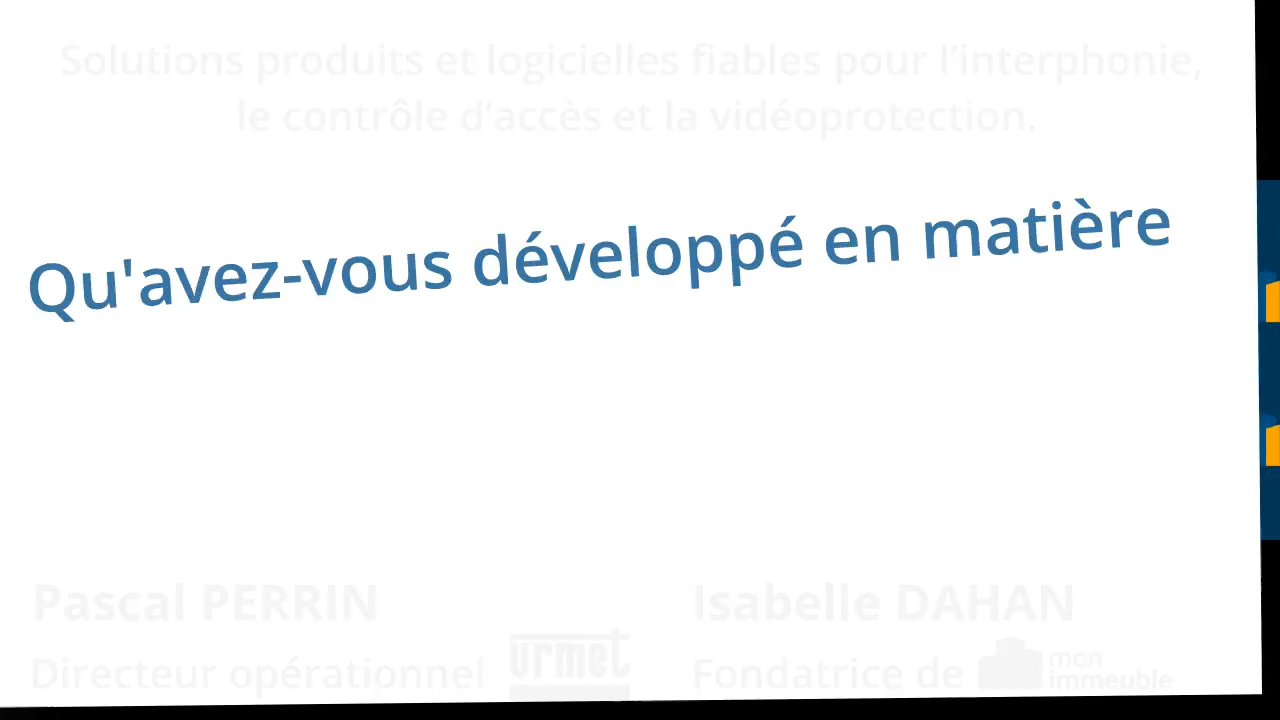 Solutions produits et logicielles fiables pour l’interphonie,
le contrôle d’accès et la vidéoprotection.
Qu'avez-vous développé en matière
Pascal PERRIN
Directeur opérationnel
urmet
Isabelle DAHAN
Fondatrice de
mon
immeuble